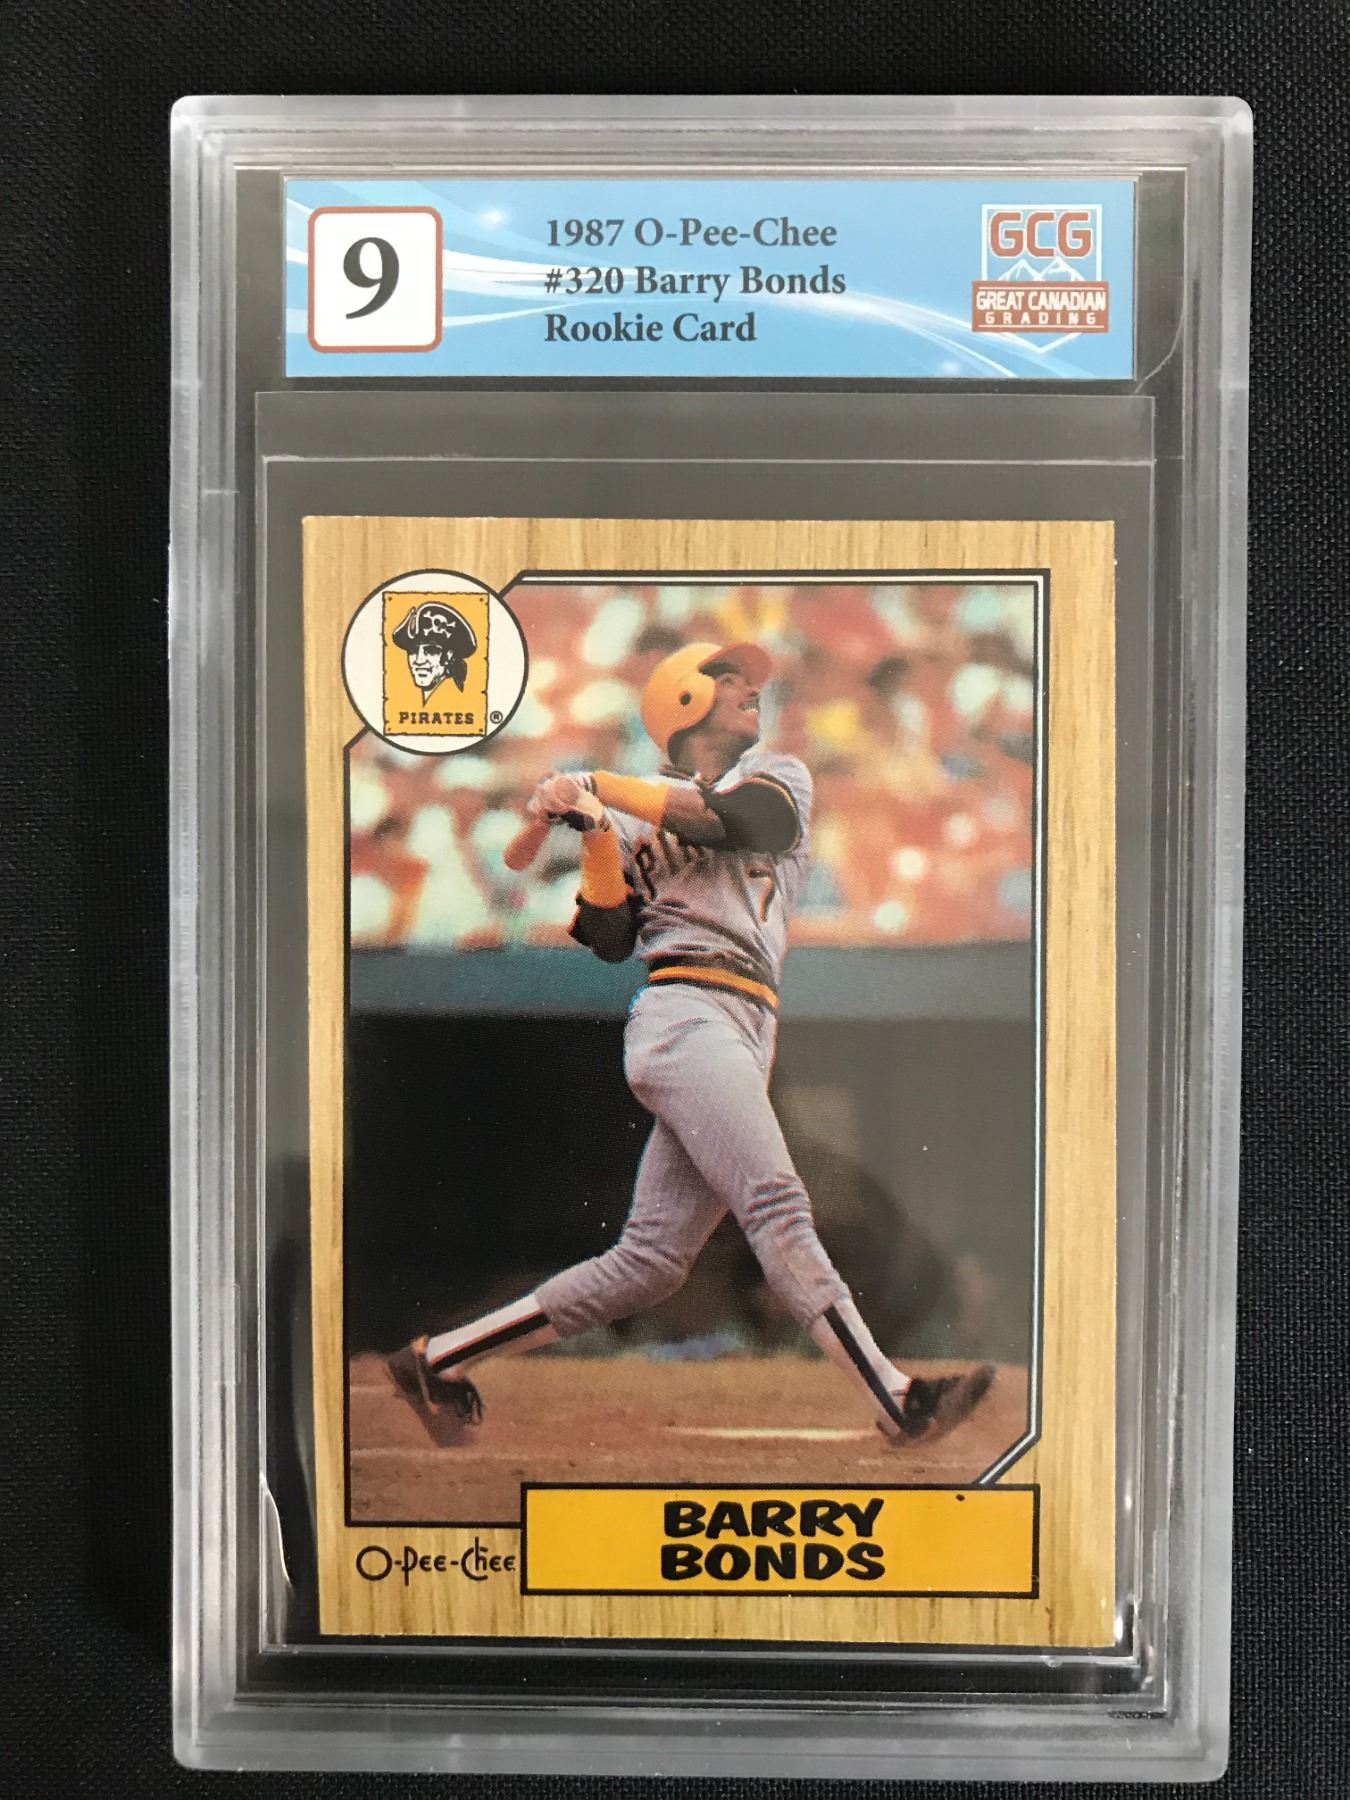 9
1987 O-Pee-Chee
#320 Barry Bonds
Rookie Card
GCG
GREAT CANADIAN
GRADING
PIRATES ®
PI
7
O-Pee-Chee
BARRY
BONDS